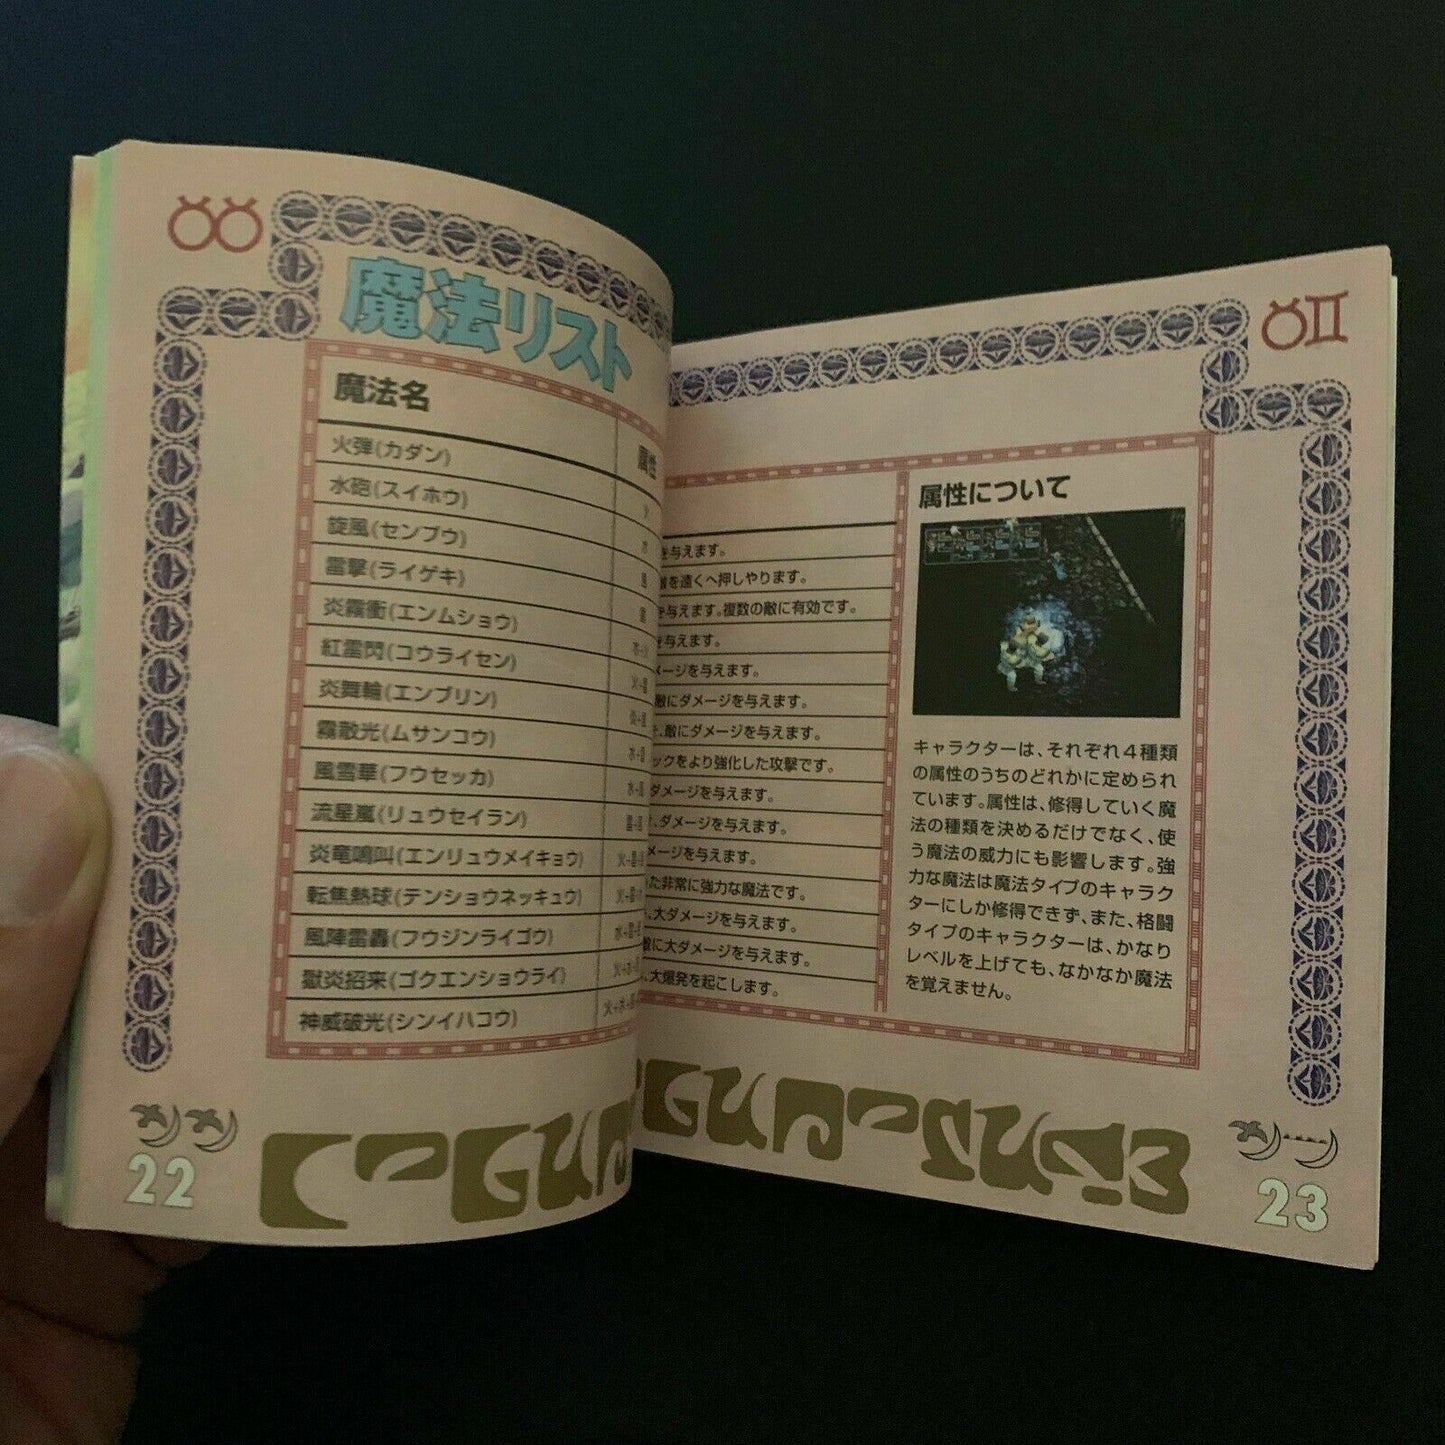 魔法リスト
魔法名
属性
火弾(カダン)
水砲(スイホウ)
旋風(センプウ)
雷撃(ライゲキ)
炎霧衝(エンムショウ)
紅雷閃(コウライセン)
炎舞輪(エンブリン)
霧散光(ムサンコウ)
風雪華(フウセッカ)
流星嵐(リュウセイラン)
炎竜鳴叫(エンリュウメイキョウ)
転焦熱球(テンショウネッキュウ)
風陣雷轟(フウジンライゴウ)
獄炎招来(ゴクエンショウライ)
神威破光(シンイハコウ)
22
を与えます。
を遠くへ押しやります。
を与えます。複数の敵に有効です。
を与えます。
メージを与えます。
敵にダメージを与えます。
、敵にダメージを与えます。
ックをより強化した攻撃です。
ダメージを与えます。
、ダメージを与えます。
メージを与えます。
た非常に強力な魔法です。
、大ダメージを与えます。
敵に大ダメージを与えます。
、大爆発を起こします。
属性について
キャラクターは、それぞれ4種類
の属性のうちのどれかに定められ
ています。属性は、修得していく魔
法の種類を決めるだけでなく、使
う魔法の威力にも影響します。強
力な魔法は魔法タイプのキャラク
ターにしか修得できず、また、格闘
タイプのキャラクターは、かなり
レベルを上げても、なかなか魔法
を覚えません。
23